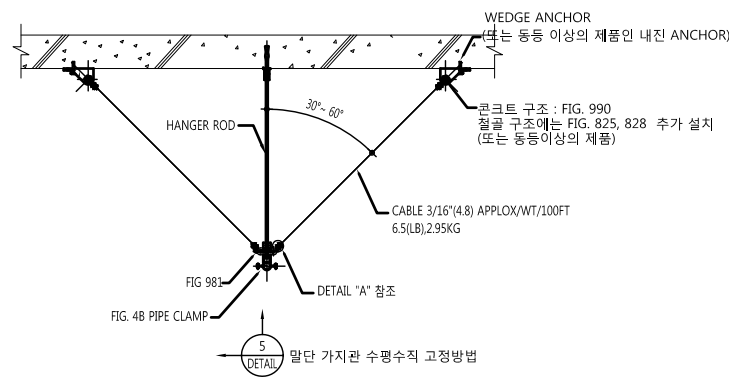 WEDGE ANCHOR
(또는 동등 이상의 제품인 내진 ANCHOR)
30°~ 60°
HANGER ROD
콘크트 구조 : FIG. 990
철골 구조에는 FIG. 825, 828 추가 설치
(또는 동등이상의 제품)
CABLE 3/16"(4.8) APPLOX/WT/100FT
6.5(LB),2.95KG
FIG 981
DETAIL "A" 참조
FIG. 4B PIPE CLAMP
5
DETAIL
말단 가지관 수평수직 고정방법